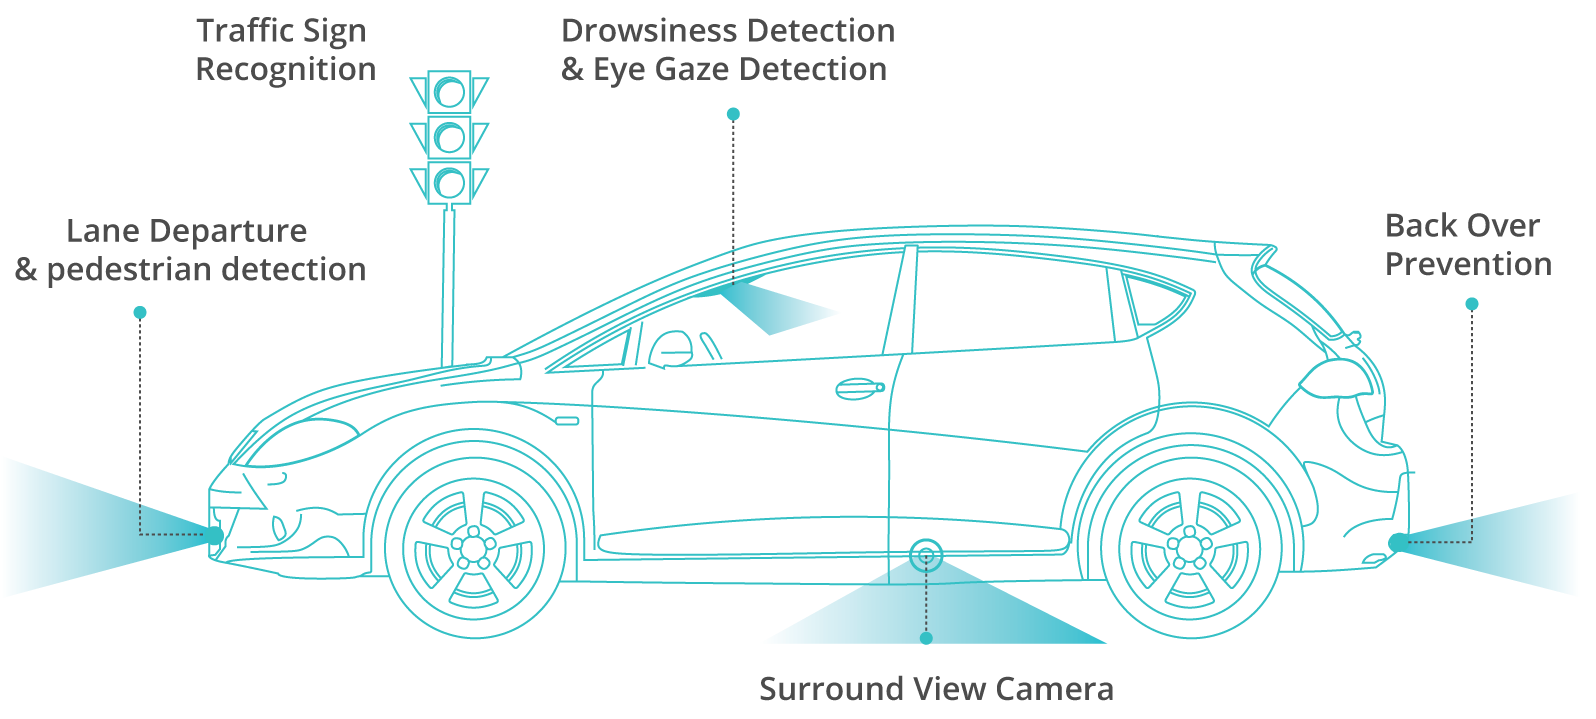 Traffic Sign
Recognition
Drowsiness Detection
& Eye Gaze Detection
Lane Departure
& pedestrian detection
Back Over
Prevention
Surround View Camera